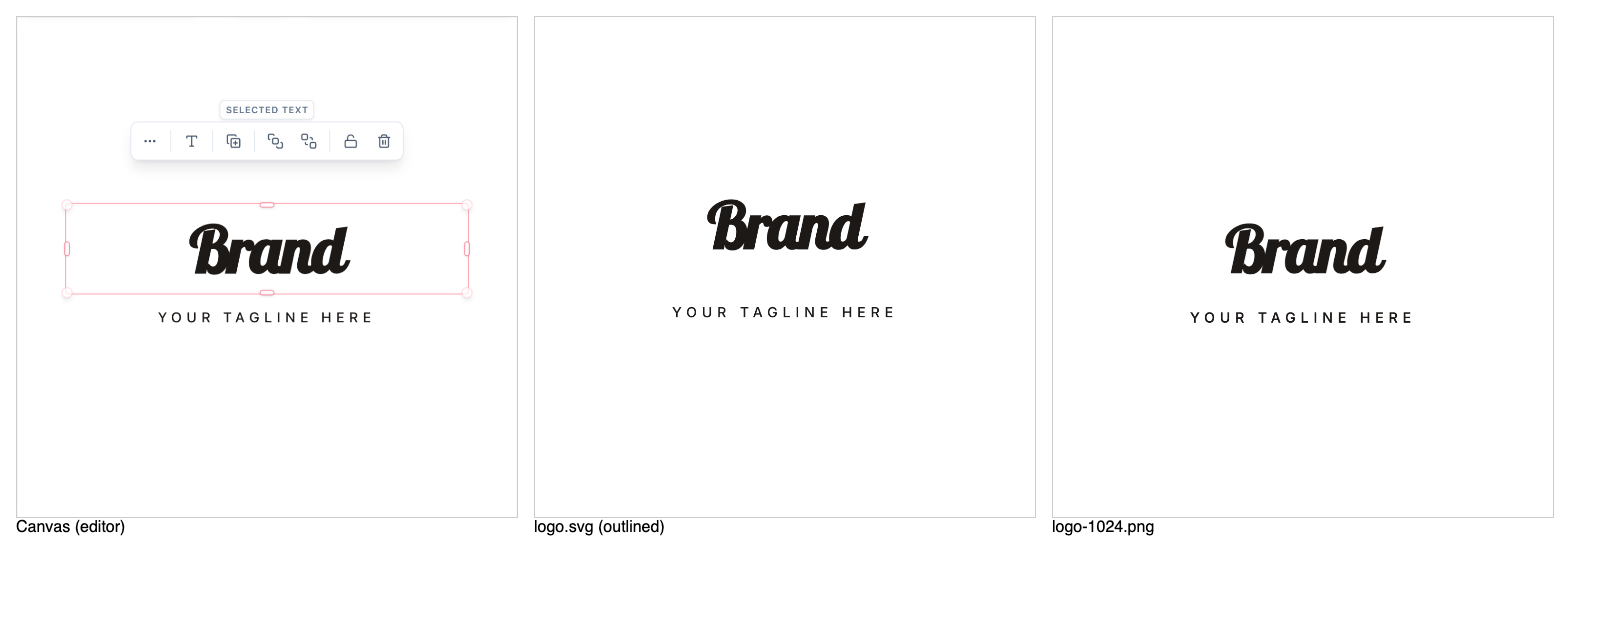 SELECTED TEXT
Brand
YOUR TAGLINE HERE
Canvas (editor)
Brand
YOUR TAGLINE HERE
logo.svg (outlined)
Brand
YOUR TAGLINE HERE
logo-1024.png